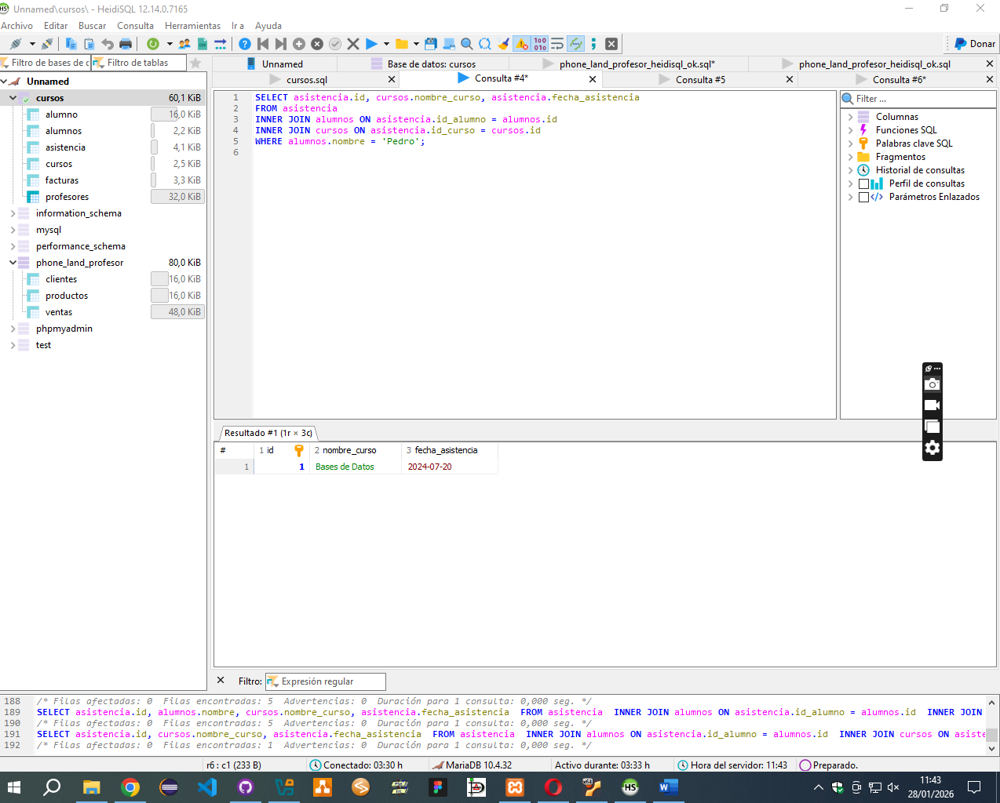 Unnamed\cursos\ - HeidiSQL 12.14.0.7165
Archivo Editar Buscar Consulta Herramientas Ir a Ayuda
Donar
Filtro de bases de d Filtro de tablas
Unnamed Base de datos: cursos phone_land_profesor_heidisql_ok.sql* phone_land_profesor_heidisql_ok.sql
cursos.sql Consulta #4* Consulta #5 Consulta #6*
Unnamed
cursos 60,1 KiB
alumno 16,0 KiB
alumnos 2,2 KiB
asistencia 4,1 KiB
cursos 2,5 KiB
facturas 3,3 KiB
profesores 32,0 KiB
information_schema
mysql
performance_schema
phone_land_profesor 80,0 KiB
clientes 16,0 KiB
productos 16,0 KiB
ventas 48,0 KiB
phpmyadmin
test
1 SELECT asistencia.id, cursos.nombre_curso, asistencia.fecha_asistencia
2 FROM asistencia
3 INNER JOIN alumnos ON asistencia.id_alumno = alumnos.id
4 INNER JOIN cursos ON asistencia.id_curso = cursos.id
5 WHERE alumnos.nombre = 'Pedro';
6
Filter ...
Columnas
Funciones SQL
Palabras clave SQL
Fragmentos
Historial de consultas
Perfil de consultas
Parámetros Enlazados
Resultado #1 (1r × 3c)
# 1 id 2 nombre_curso 3 fecha_asistencia
1 1 Bases de Datos 2024-07-20
Filtro: Expresión regular
188 /* Filas afectadas: 0 Filas encontradas: 5 Advertencias: 0 Duración para 1 consulta: 0,000 seg. */
189 SELECT asistencia.id, alumnos.nombre, cursos.nombre_curso, asistencia.fecha_asistencia FROM asistencia INNER JOIN alumnos ON asistencia.id_alumno = alumnos.id INNER JOIN
190 /* Filas afectadas: 0 Filas encontradas: 5 Advertencias: 0 Duración para 1 consulta: 0,000 seg. */
191 SELECT asistencia.id, cursos.nombre_curso, asistencia.fecha_asistencia FROM asistencia INNER JOIN alumnos ON asistencia.id_alumno = alumnos.id INNER JOIN cursos ON asiste
192 /* Filas afectadas: 0 Filas encontradas: 1 Advertencias: 0 Duración para 1 consulta: 0,000 seg. */
r6 : c1 (233 B) Conectado: 03:30 h MariaDB 10.4.32 Activo durante: 03:33 h Hora del servidor: 11:43 Preparado.
11:43
28/01/2026